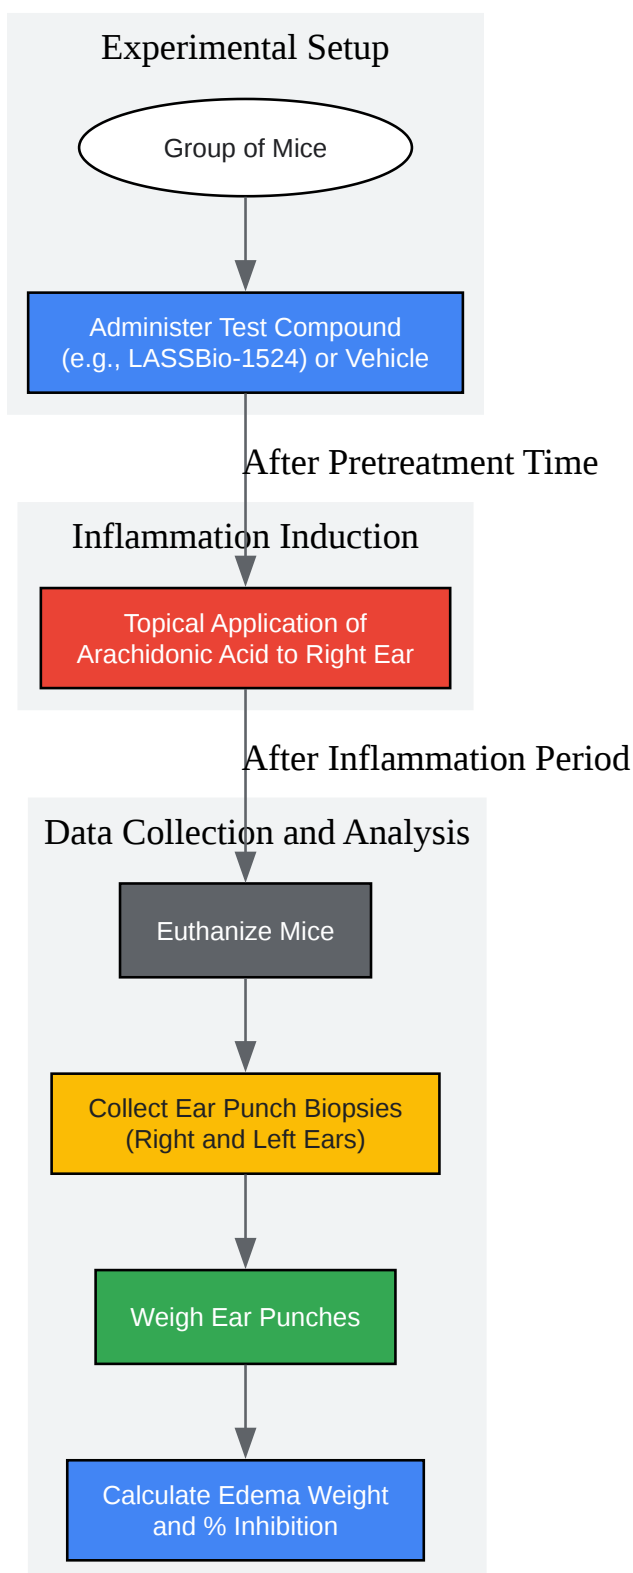 Experimental Setup
Group of Mice
Administer Test Compound
(e.g., LASSBio-1524) or Vehicle
After Pretreatment Time
Inflammation Induction
Topical Application of
Arachidonic Acid to Right Ear
After Inflammation Period
Data Collection and Analysis
Euthanize Mice
Collect Ear Punch Biopsies
(Right and Left Ears)
Weigh Ear Punches
Calculate Edema Weight
and % Inhibition